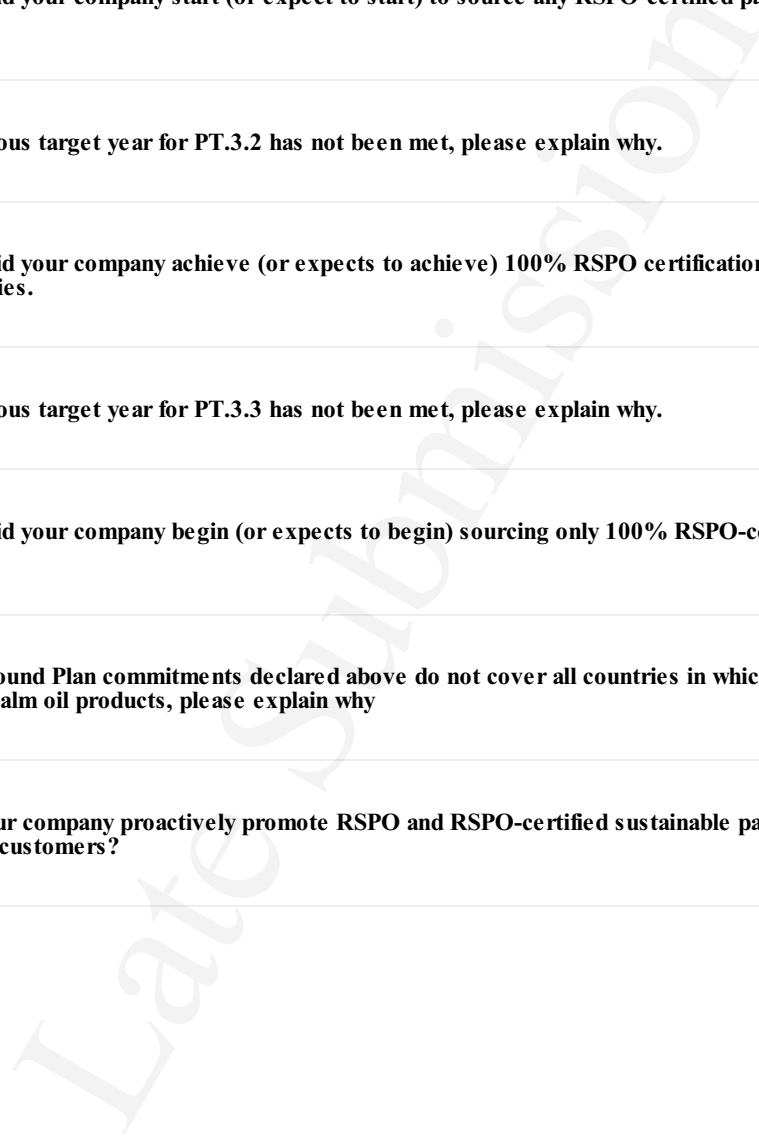 d your company start (or expect to start) to source any RSPO-certified pa
ous target year for PT.3.2 has not been met, please explain why.
id your company achieve (or expects to achieve) 100% RSPO certification
ies.
ous target year for PT.3.3 has not been met, please explain why.
id your company begin (or expects to begin) sourcing only 100% RSPO-ce
ound Plan commitments declared above do not cover all countries in whic
alm oil products, please explain why
ur company proactively promote RSPO and RSPO-certified sustainable pa
customers?
Late Submission